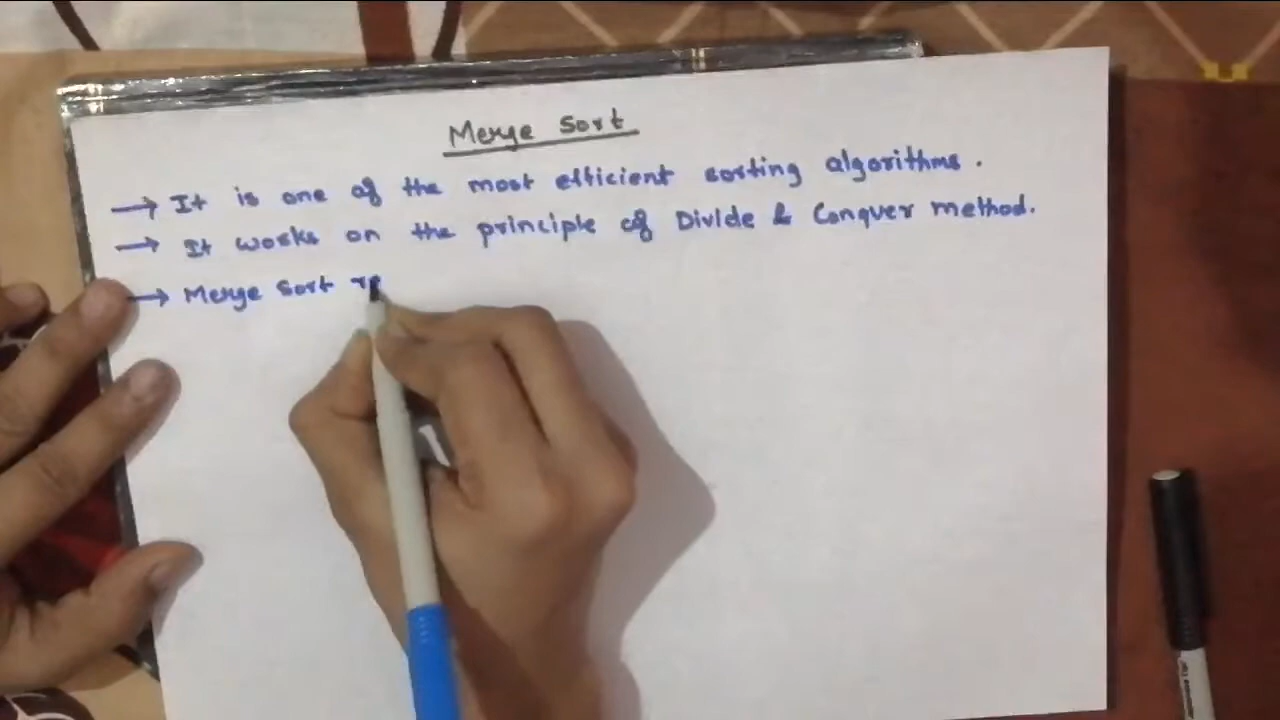 Merge Sort
→ It is one of the most efficient sorting algorithms.
→ It works on the principle of Divide & Conquer method.
→ Merge Sort re